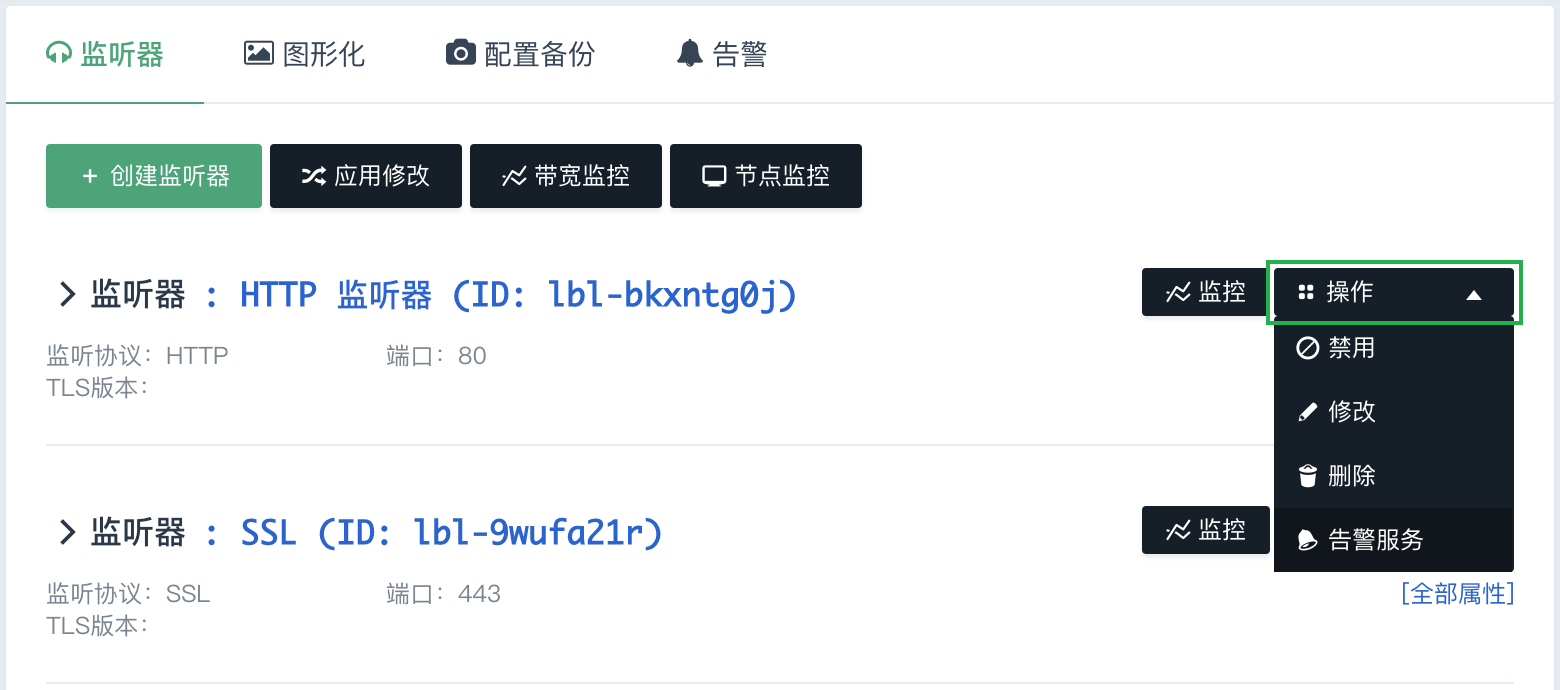 监听器 图形化 配置备份 告警
+ 创建监听器 应用修改 带宽监控 节点监控
监听器 : HTTP 监听器 (ID: lbl-bkxntg0j) 监控 操作
监听协议：HTTP 端口：80 禁用
TLS版本：
修改
删除
监听器 : SSL (ID: lbl-9wufa21r) 监控 告警服务
监听协议：SSL 端口：443 [全部属性]
TLS版本：